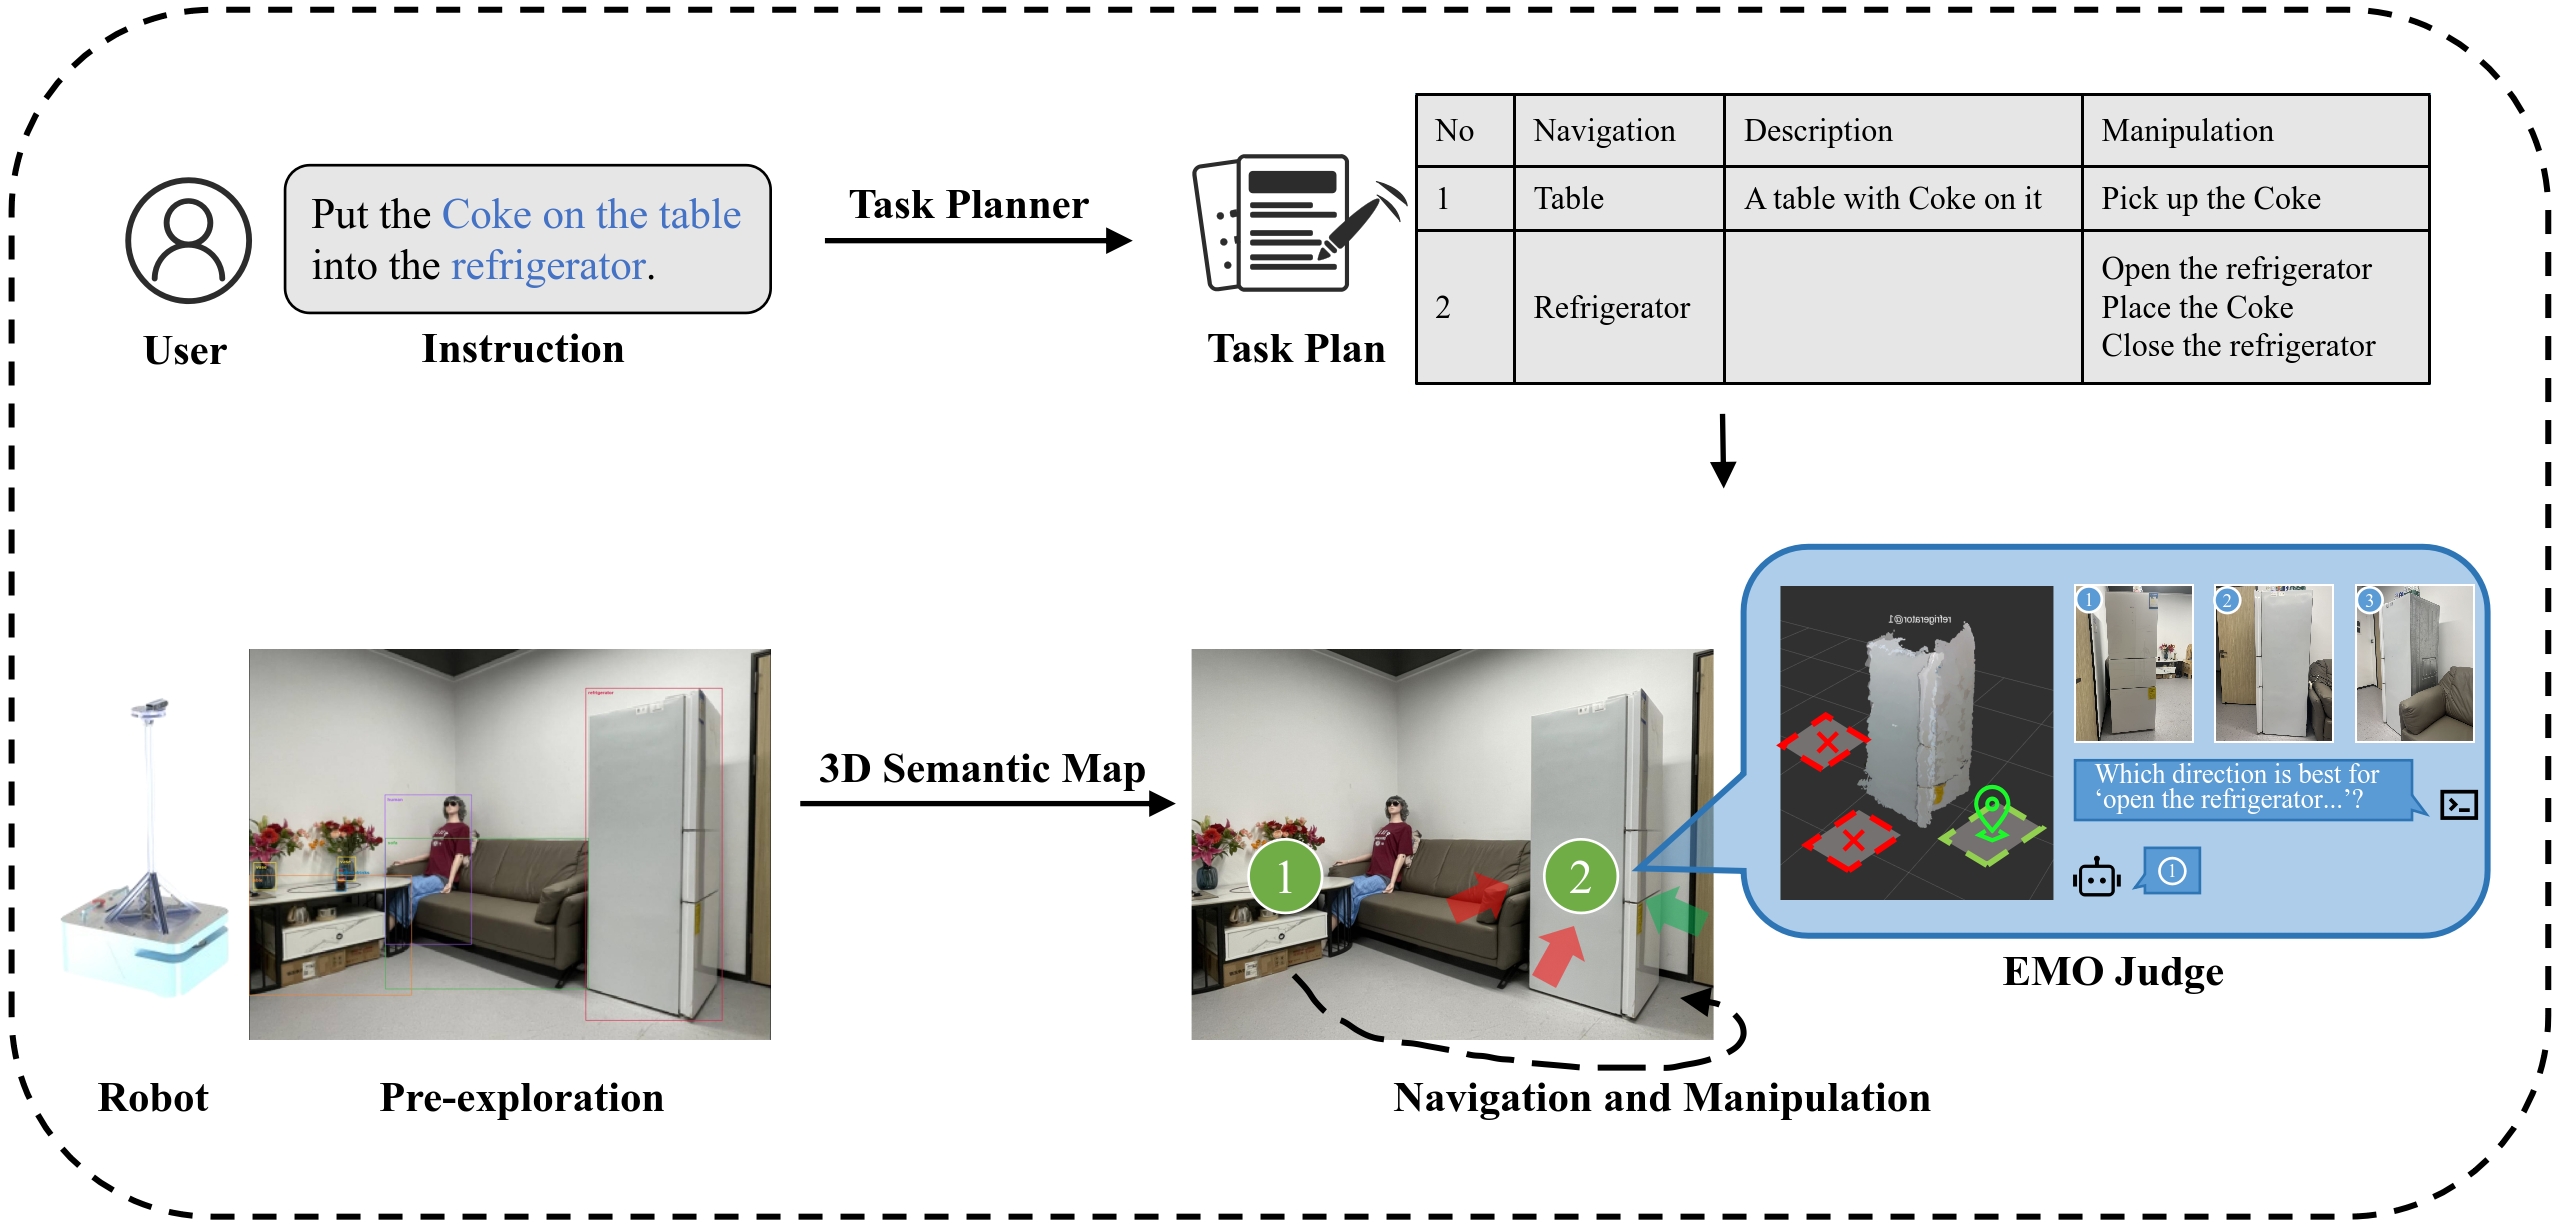 Put the Coke on the table
into the refrigerator.
User
Instruction
Task Planner
Task Plan
No Navigation Description Manipulation
1 Table A table with Coke on it Pick up the Coke
2 Refrigerator
Open the refrigerator
Place the Coke
Close the refrigerator
Robot
refrigerator
human
Pre-exploration
3D Semantic Map
1
2
Navigation and Manipulation
refrigerator@1
1
2
3
Which direction is best for
‘open the refrigerator...’?
1
EMO Judge